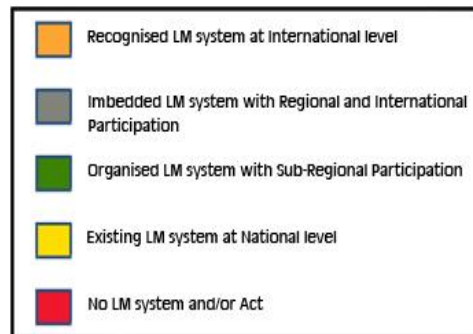 Recognised LM system at International level
Imbedded LM system with Regional and International
Participation
Organised LM system with Sub-Regional Participation
Existing LM system at National level
No LM system and/or Act